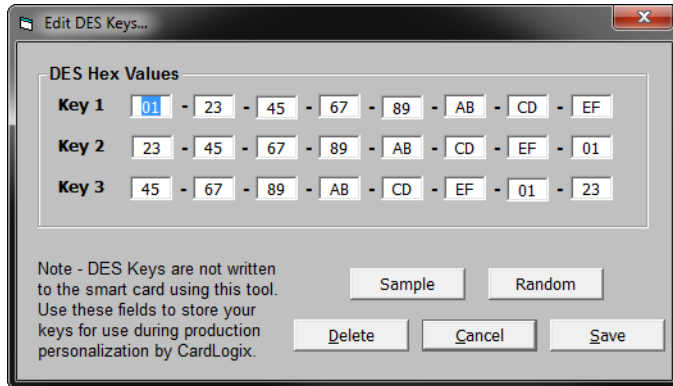 Edit DES Keys...
x
DES Hex Values
Key 1 01 - 23 - 45 - 67 - 89 - AB - CD - EF
Key 2 23 - 45 - 67 - 89 - AB - CD - EF - 01
Key 3 45 - 67 - 89 - AB - CD - EF - 01 - 23
Note - DES Keys are not written
to the smart card using this tool.
Use these fields to store your
keys for use during production
personalization by CardLogix.
Sample Random
Delete Cancel Save